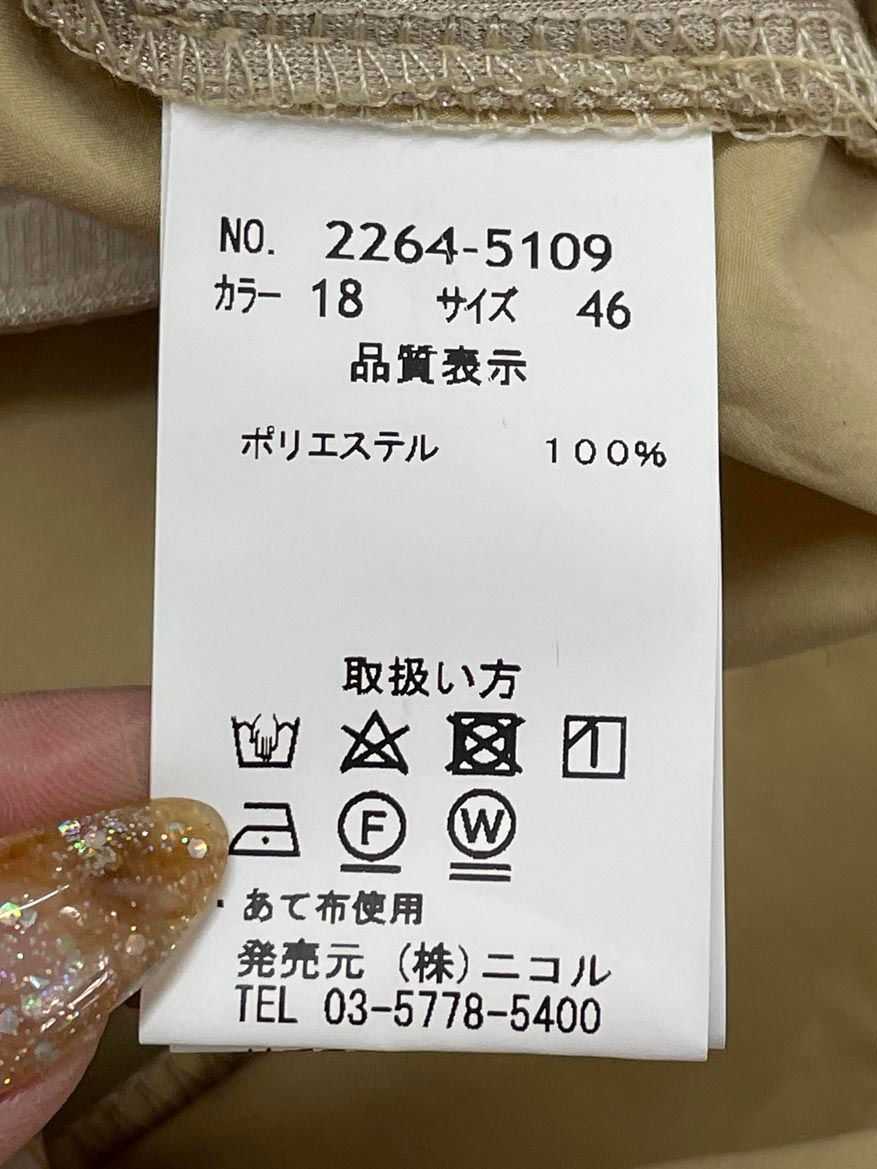 NO. 2264-5109
カラー 18 サイズ 46
品質表示
ポリエステル 100%
取扱い方
F W
・あて布使用
発売元 (株)ニコル
TEL 03-5778-5400